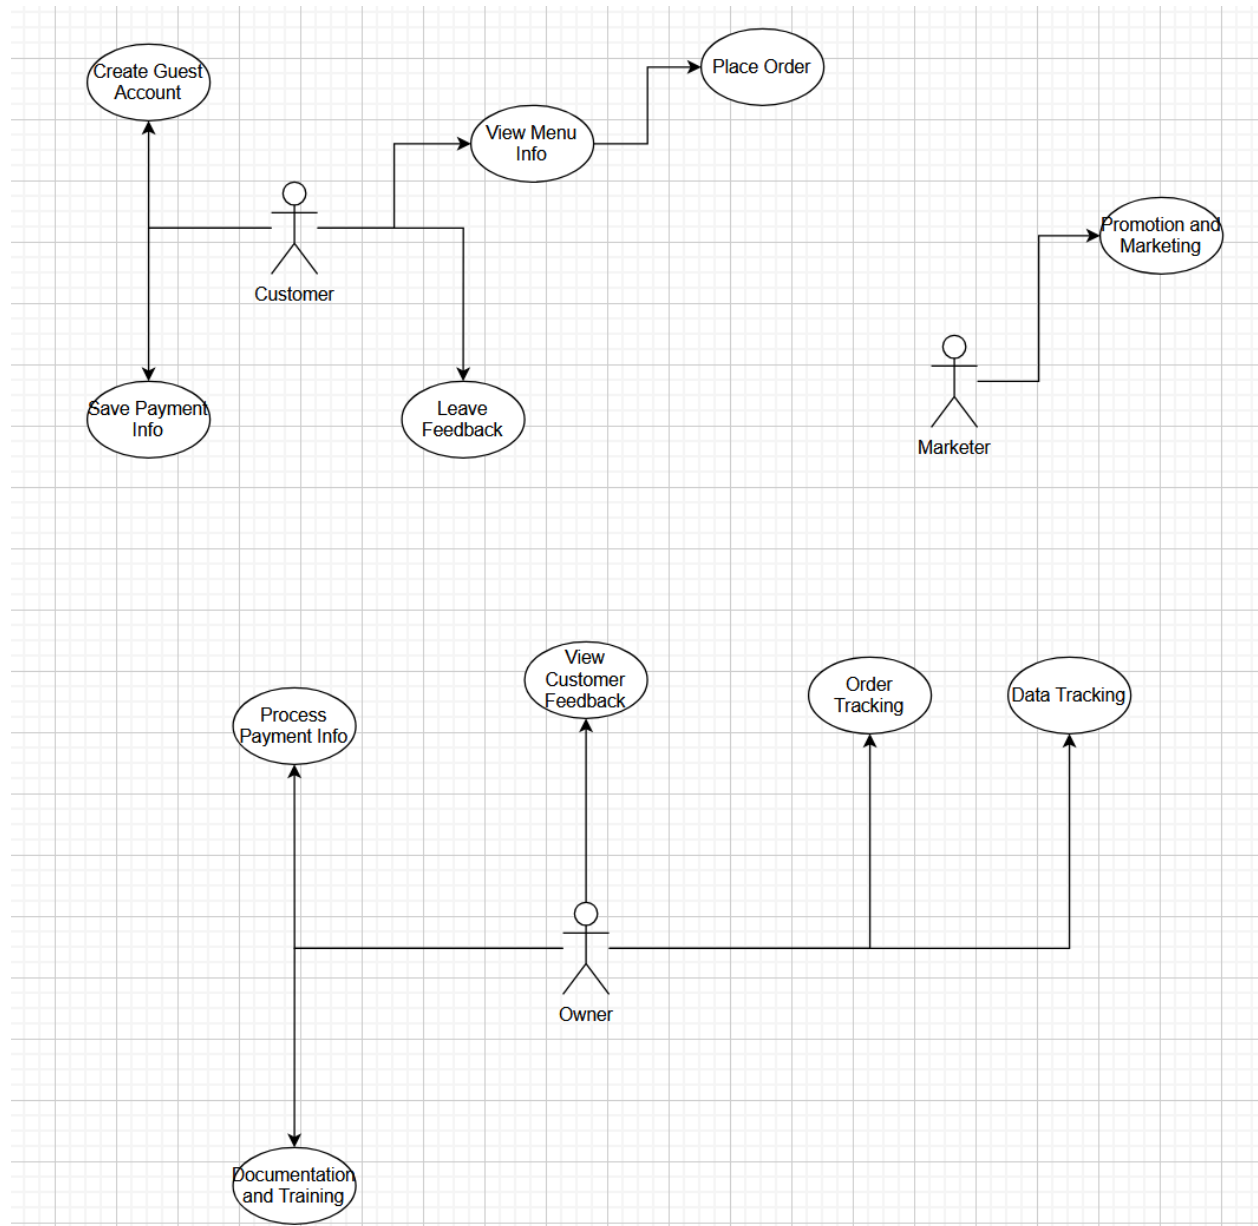 Create Guest
Account
Place Order
View Menu
Info
Customer
Promotion and
Marketing
Save Payment
Info
Leave
Feedback
Marketer
View
Customer
Feedback
Process
Payment Info
Order
Tracking
Data Tracking
Owner
Documentation
and Training